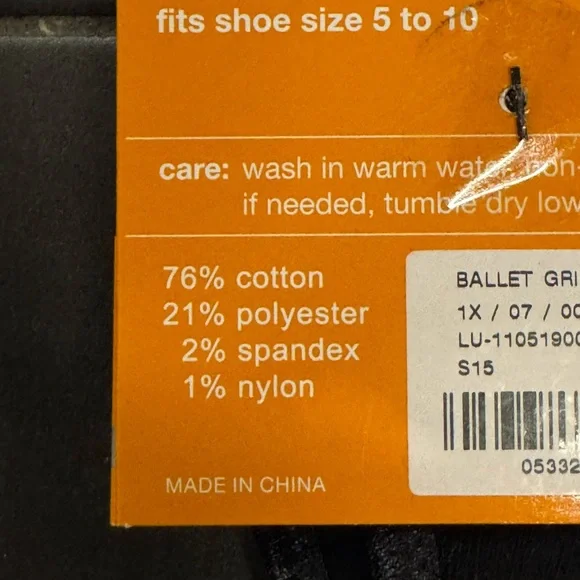 fits shoe size 5 to 10
care: wash in warm water, non-
if needed, tumble dry low
76% cotton
21% polyester
2% spandex
1% nylon
BALLET GRI
1X / 07 / 00
LU-11051900
S15
05332
MADE IN CHINA